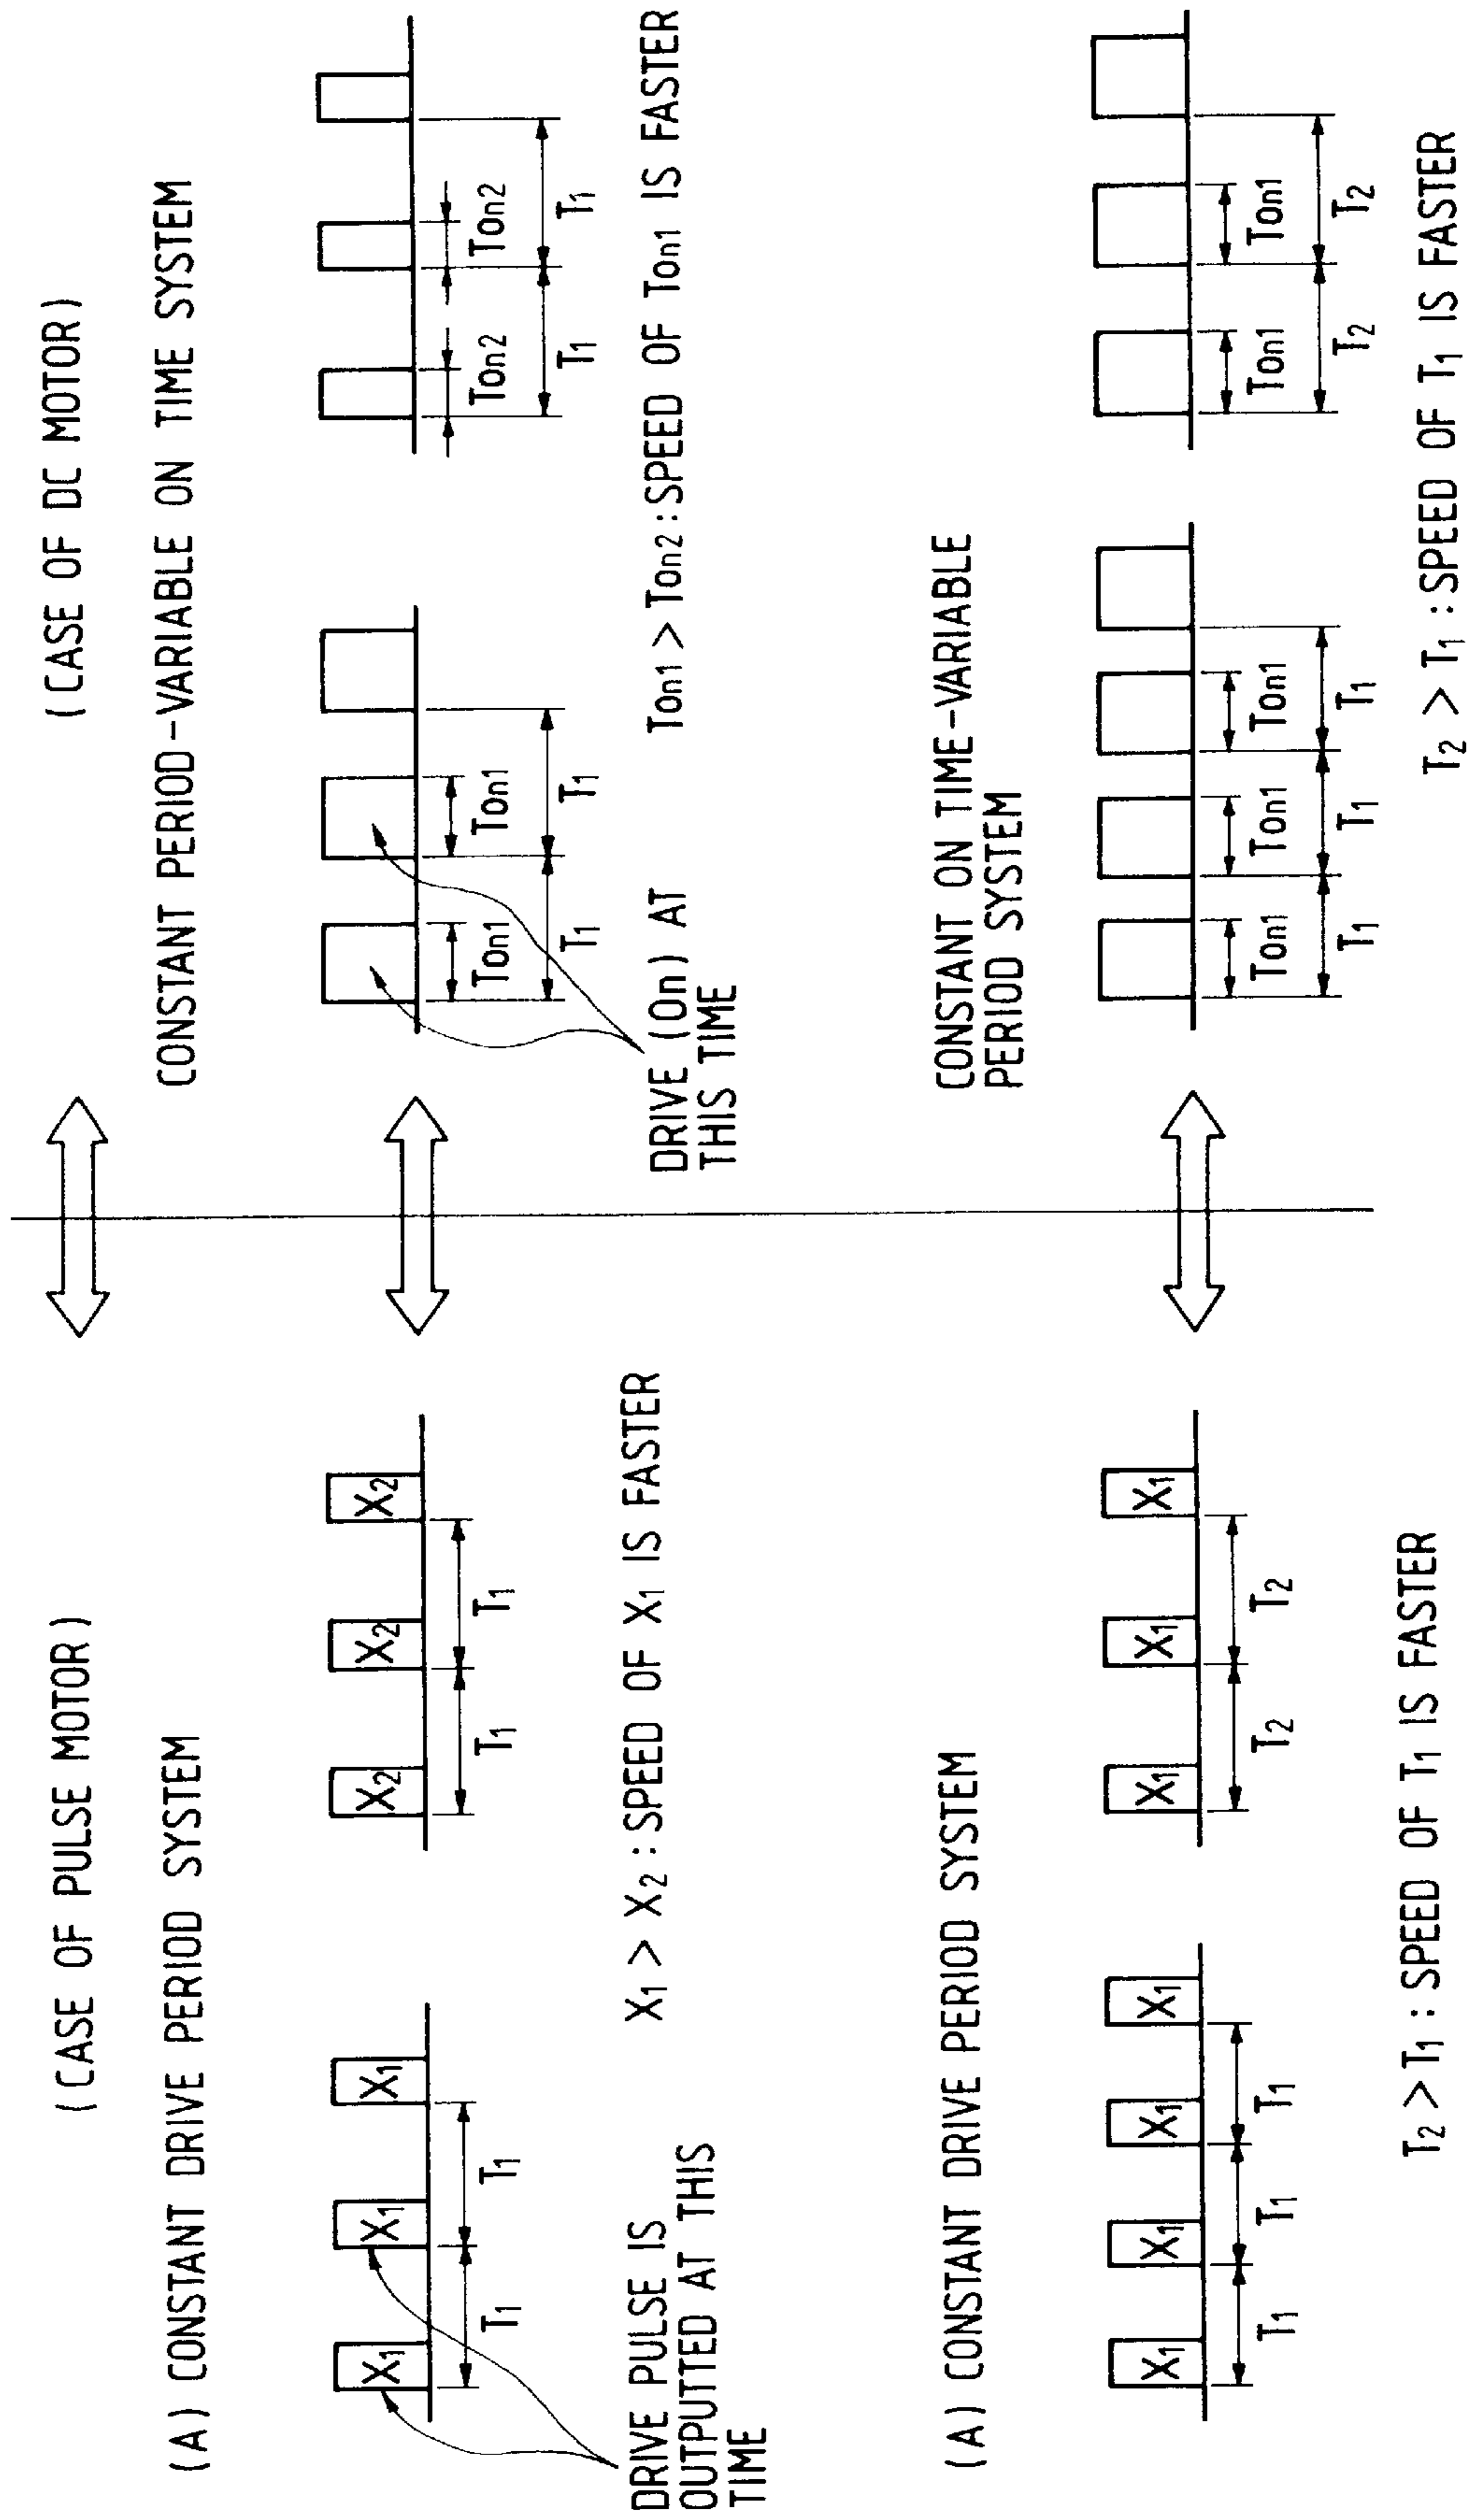 (CASE OF PULSE MOTOR)
(A) CONSTANT DRIVE PERIOD SYSTEM
X1 X1 X1
T1 T1
DRIVE PULSE IS
OUTPUTTED AT THIS
TIME
X2 X2 X2
T1 T1
X1 > X2 : SPEED OF X1 IS FASTER
(A) CONSTANT DRIVE PERIOD SYSTEM
X1 X1 X1 X1
T1 T1 T1
X1 X1 X1
T2 T2
T2 > T1 : SPEED OF T1 IS FASTER
(CASE OF DC MOTOR)
CONSTANT PERIOD-VARIABLE ON TIME SYSTEM
Ton1 Ton1
T1 T1
DRIVE (On) AT
THIS TIME
Ton2 Ton2
T1 T1
Ton1 > Ton2 : SPEED OF Ton1 IS FASTER
CONSTANT ON TIME-VARIABLE
PERIOD SYSTEM
Ton1 Ton1 Ton1
T1 T1 T1
Ton1 Ton1
T2 T2
T2 > T1 : SPEED OF T1 IS FASTER